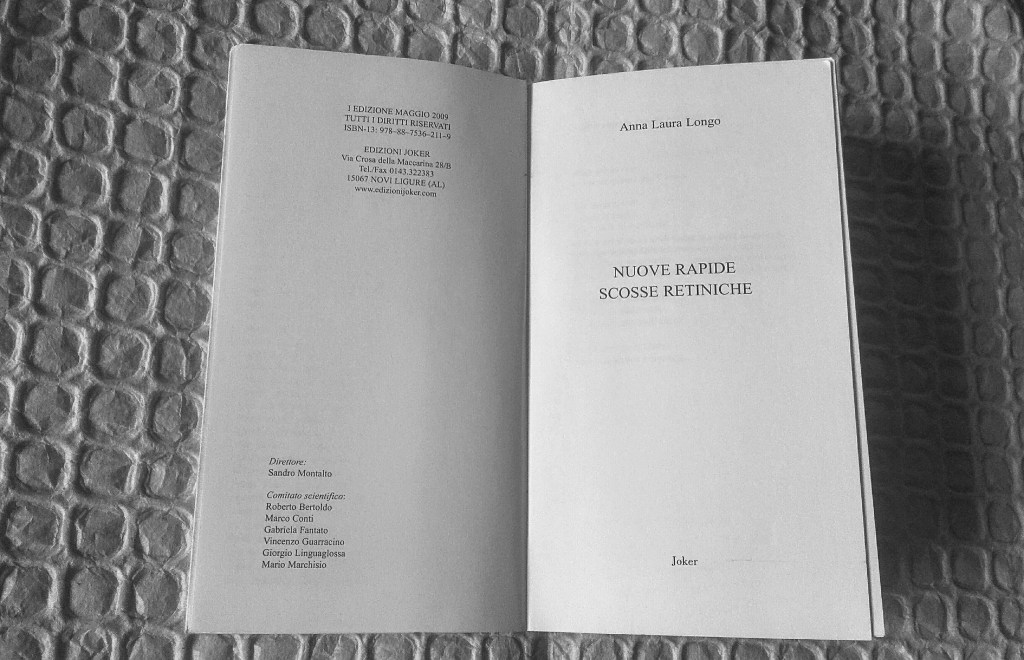 I EDIZIONE MAGGIO 2009
TUTTI I DIRITTI RISERVATI
ISBN-13: 978-88-7536-211-9
EDIZIONI JOKER
Via Crosa della Maccarina 28/B
Tel./Fax 0143.322383
15067 NOVI LIGURE (AL)
www.edizionijoker.com
Direttore:
Sandro Montalto
Comitato scientifico:
Roberto Bertoldo
Marco Conti
Gabriela Fantato
Vincenzo Guarracino
Giorgio Linguaglossa
Mario Marchisio
Anna Laura Longo
NUOVE RAPIDE
SCOSSE RETINICHE
Joker